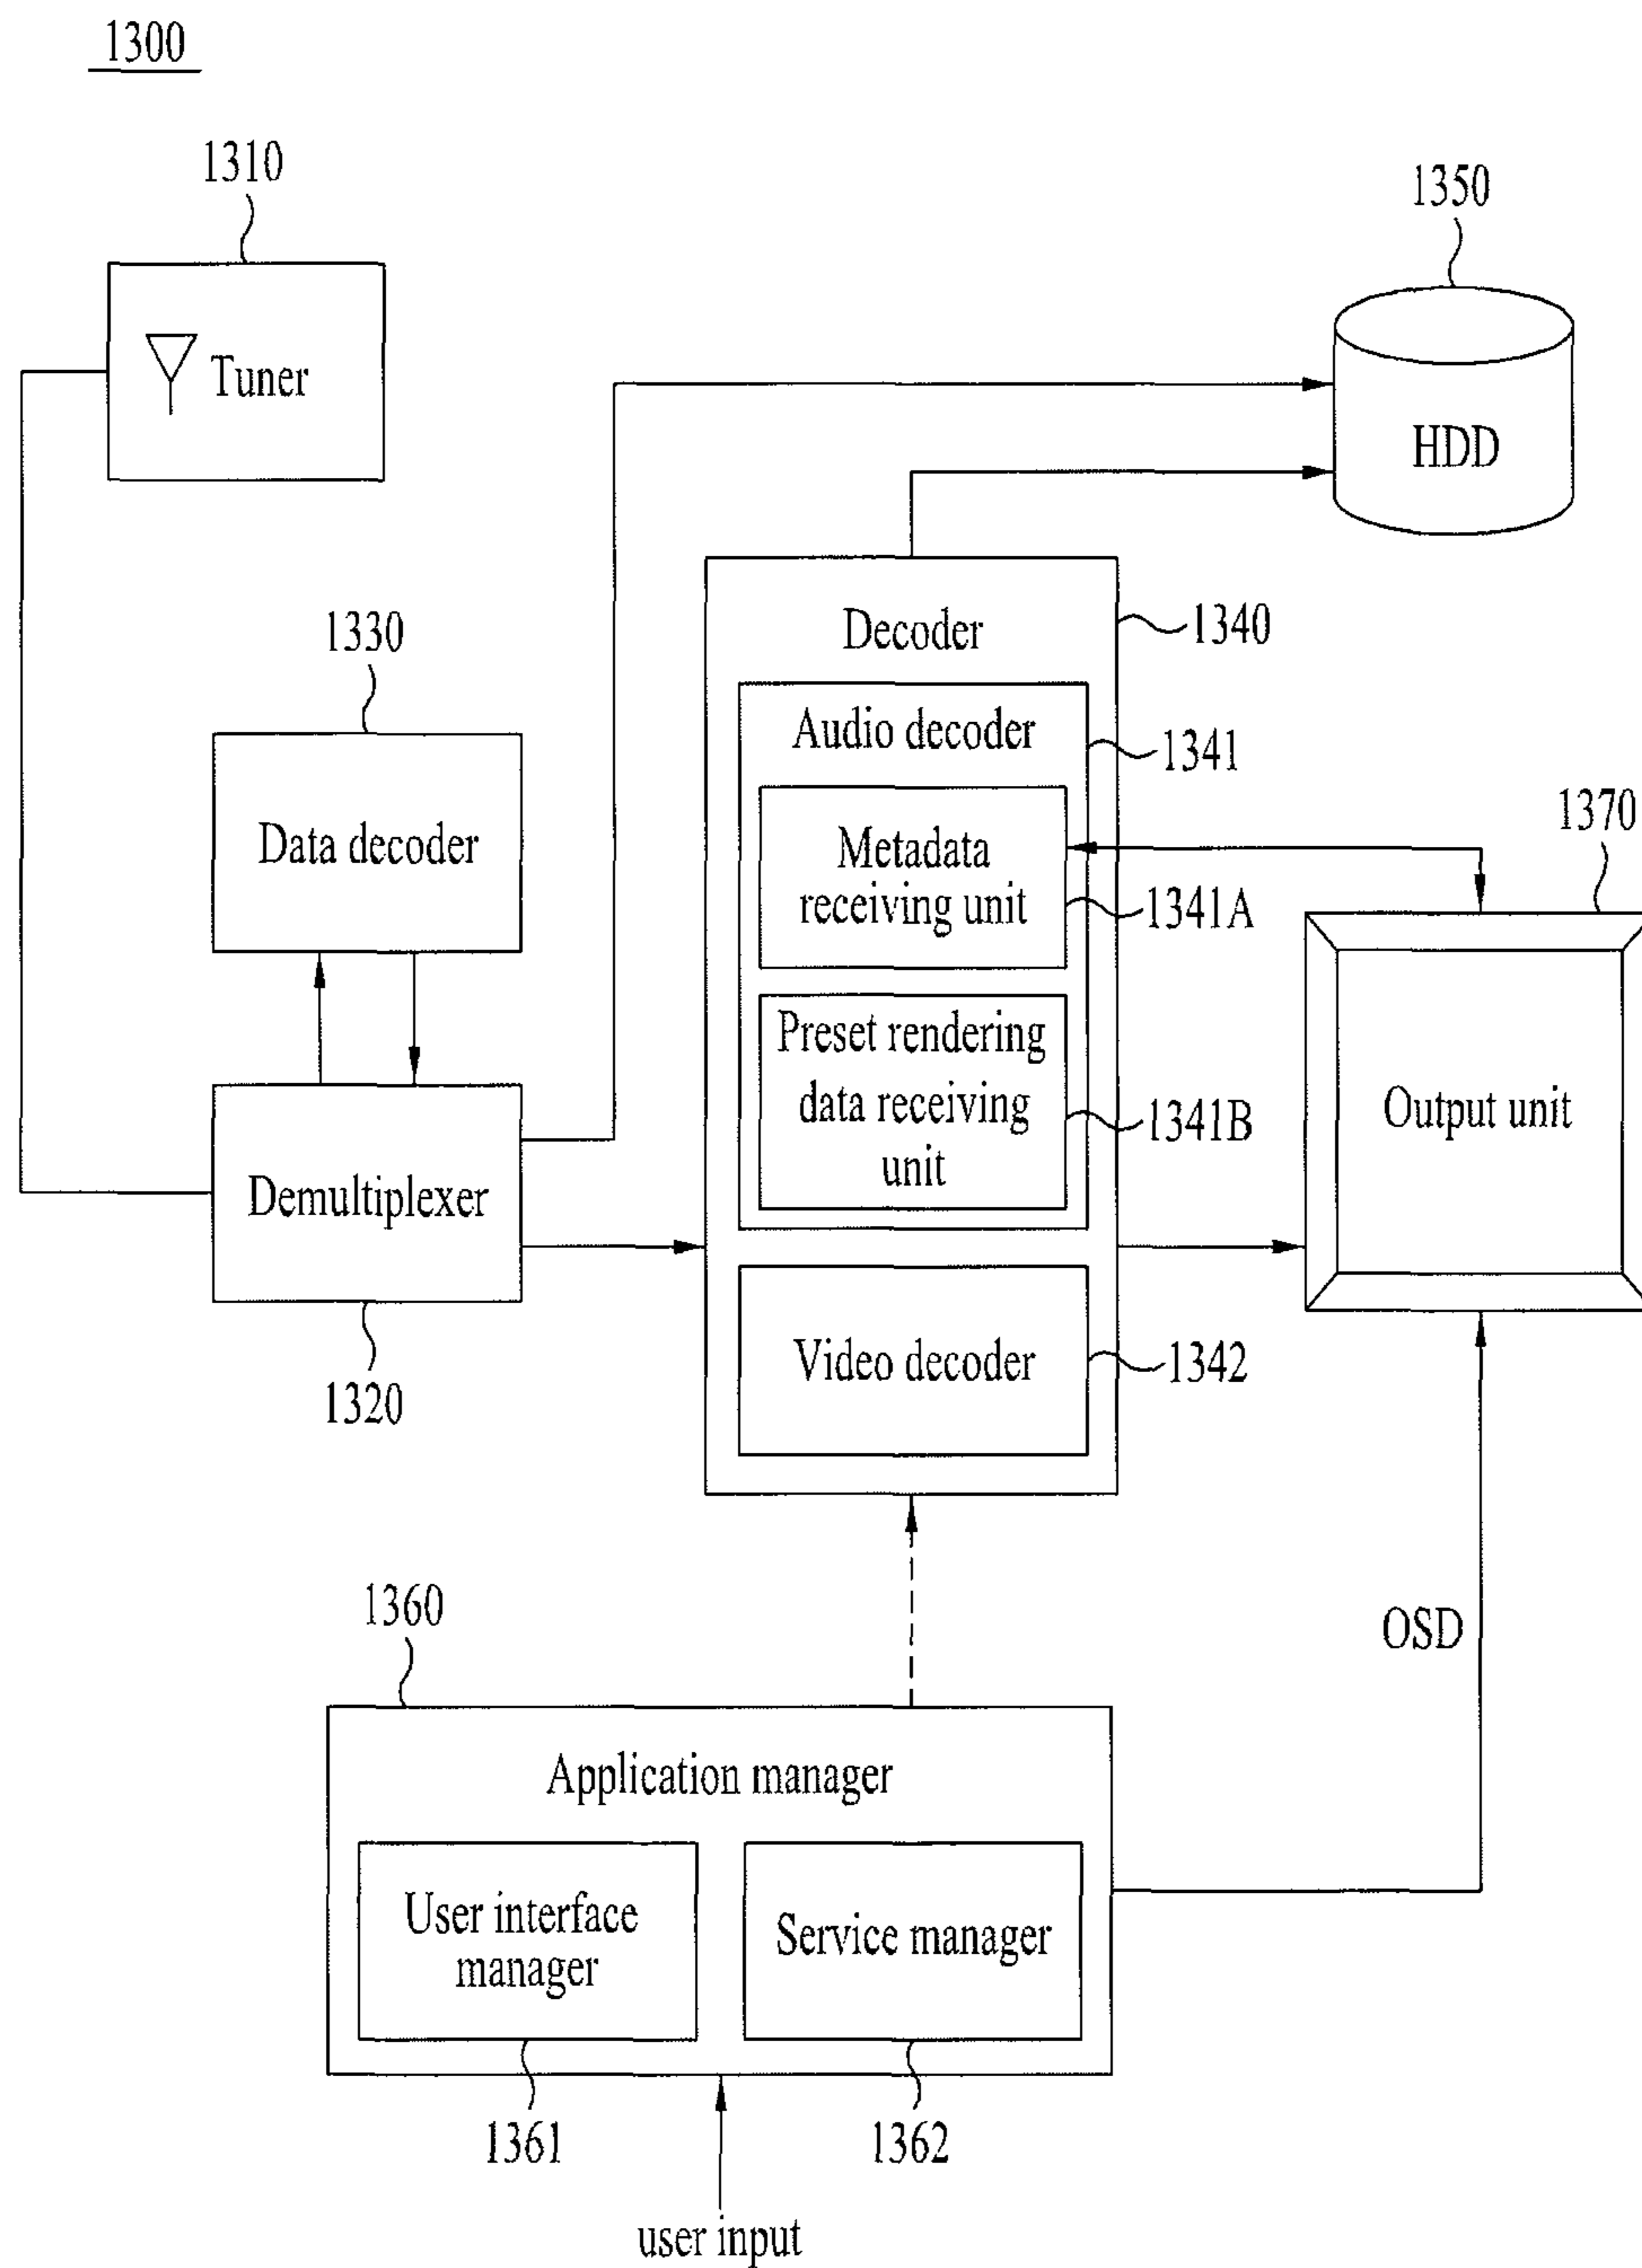 1300
1310
Tuner
1350
HDD
1330
Data decoder
Demultiplexer
1320
Decoder
1340
Audio decoder
1341
Metadata
receiving unit
1341A
Preset rendering
data receiving
unit
1341B
Video decoder
1342
1370
Output unit
OSD
1360
Application manager
User interface
manager
Service manager
1361
1362
user input